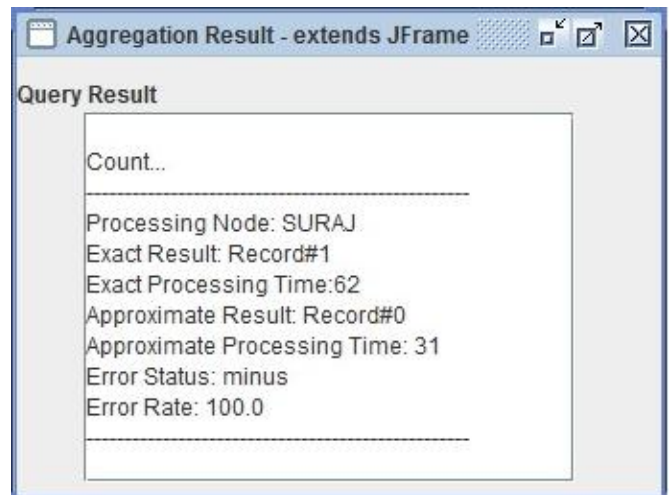 Aggregation Result - extends JFrame
Query Result
Count...
--------------------------------------------------------
Processing Node: SURAJ
Exact Result: Record#1
Exact Processing Time:62
Approximate Result: Record#0
Approximate Processing Time: 31
Error Status: minus
Error Rate: 100.0
--------------------------------------------------------